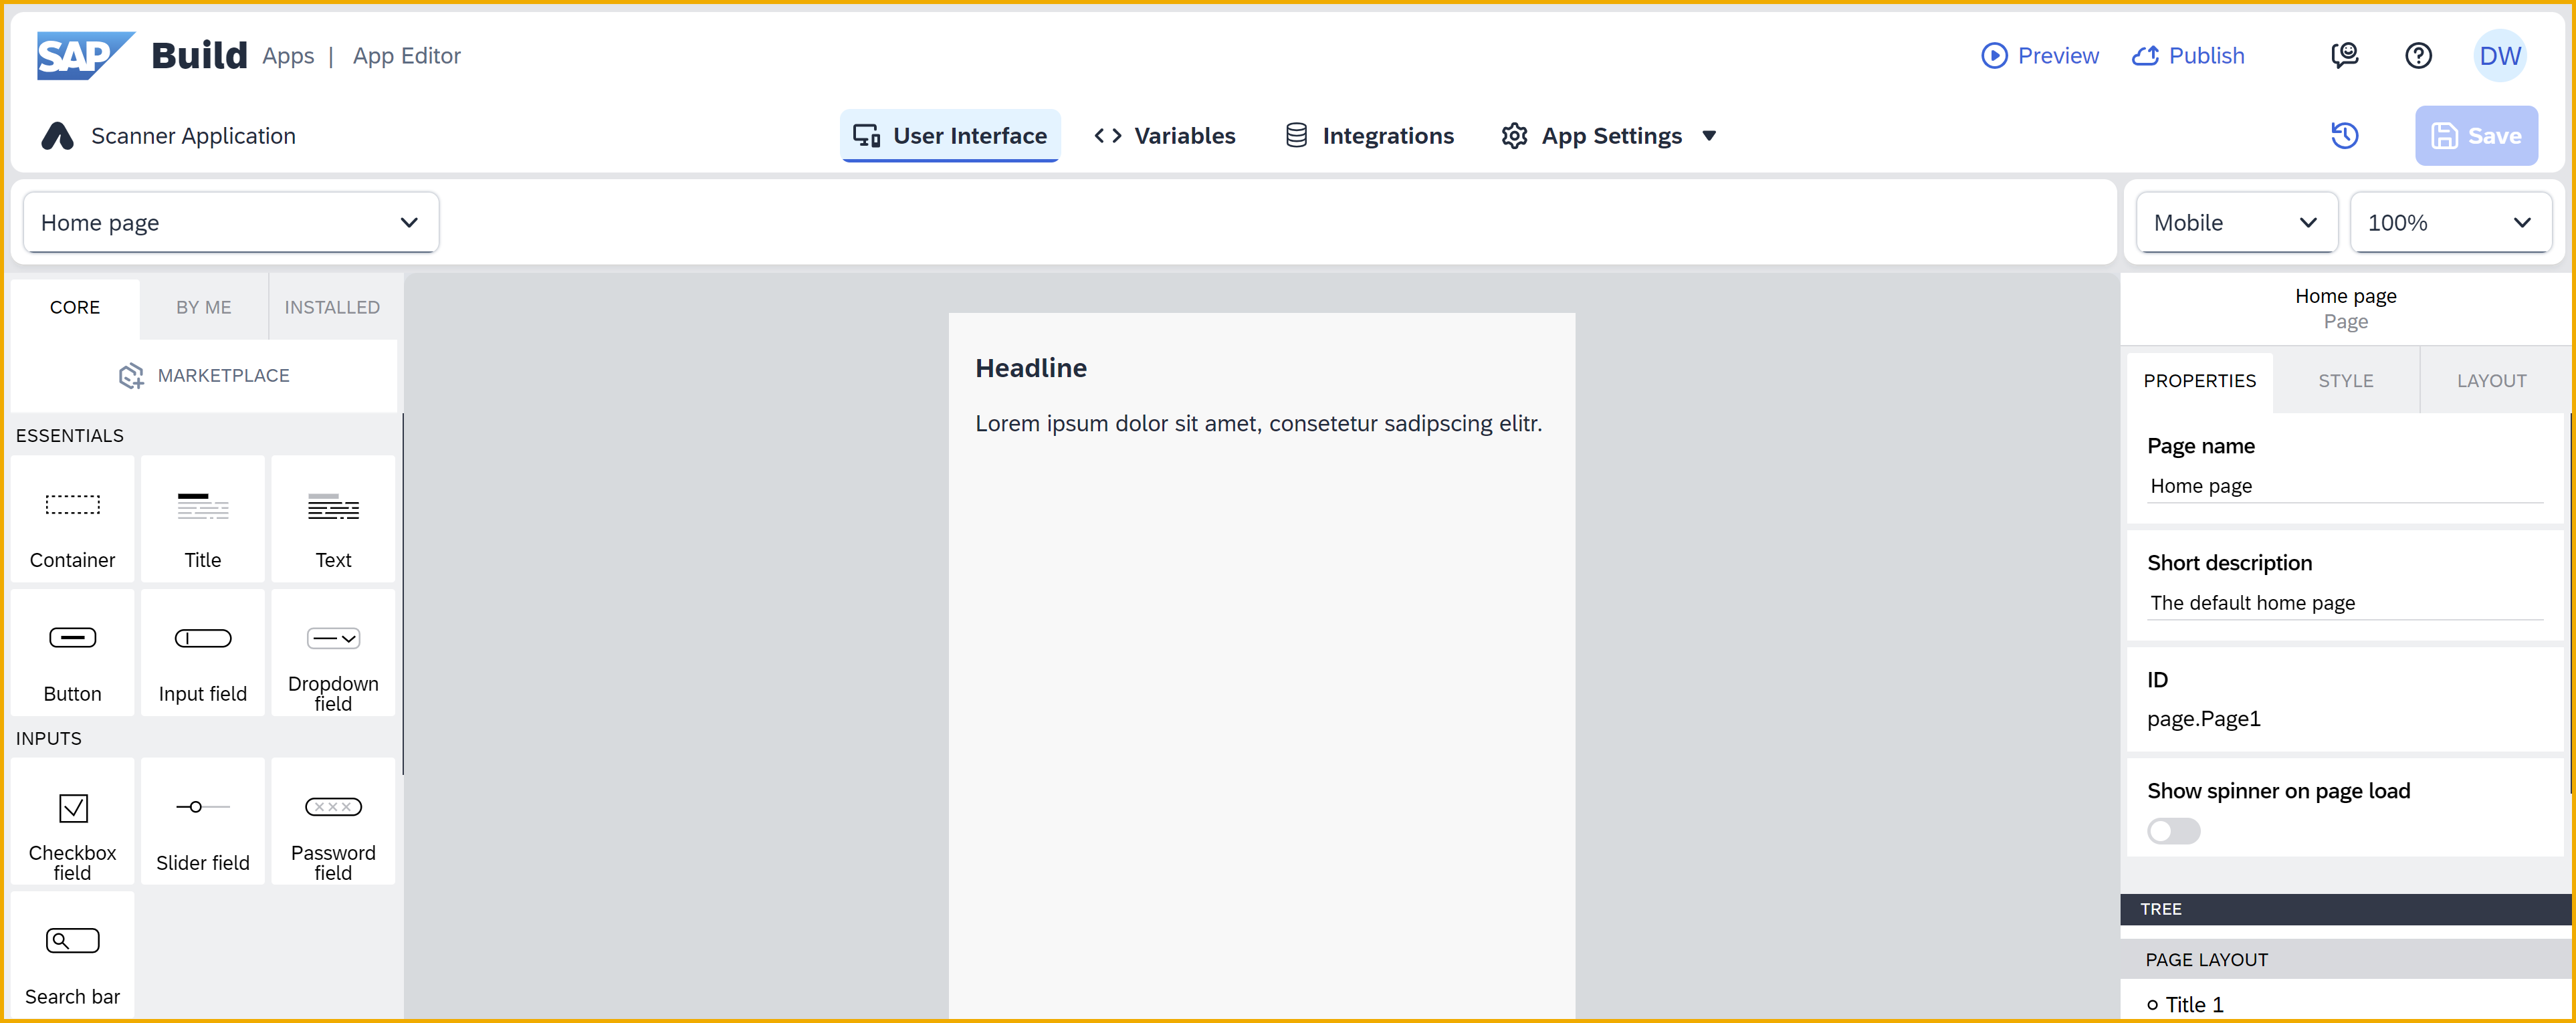 SAP Build Apps | App Editor
Preview
Publish
DW
Scanner Application
User Interface
Variables
Integrations
App Settings
Save
Home page
Mobile
100%
CORE
BY ME
INSTALLED
MARKETPLACE
ESSENTIALS
Container
Title
Text
Button
Input field
Dropdown
field
INPUTS
Checkbox
field
Slider field
Password
field
Search bar
Headline
Lorem ipsum dolor sit amet, consetetur sadipscing elitr.
Home page
Page
PROPERTIES
STYLE
LAYOUT
Page name
Home page
Short description
The default home page
ID
page.Page1
Show spinner on page load
TREE
PAGE LAYOUT
Title 1